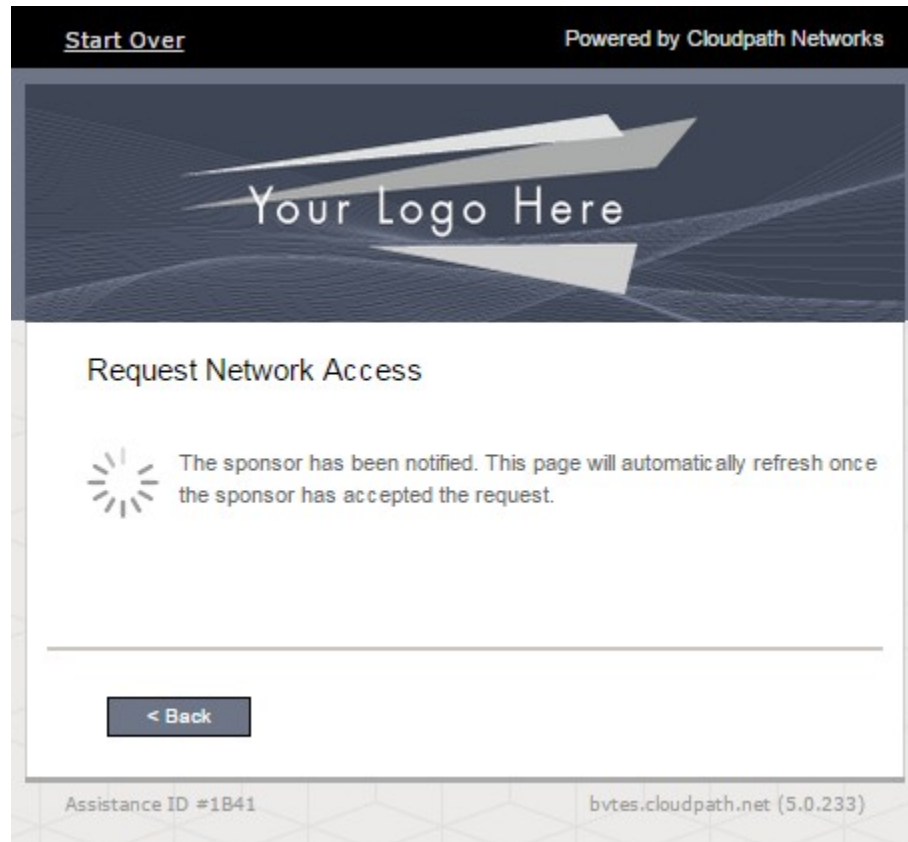 Start Over
Powered by Cloudpath Networks
Your Logo Here
Request Network Access
The sponsor has been notified. This page will automatically refresh once
the sponsor has accepted the request.
< Back
Assistance ID #1B41
bvtes.cloudpath.net (5.0.233)